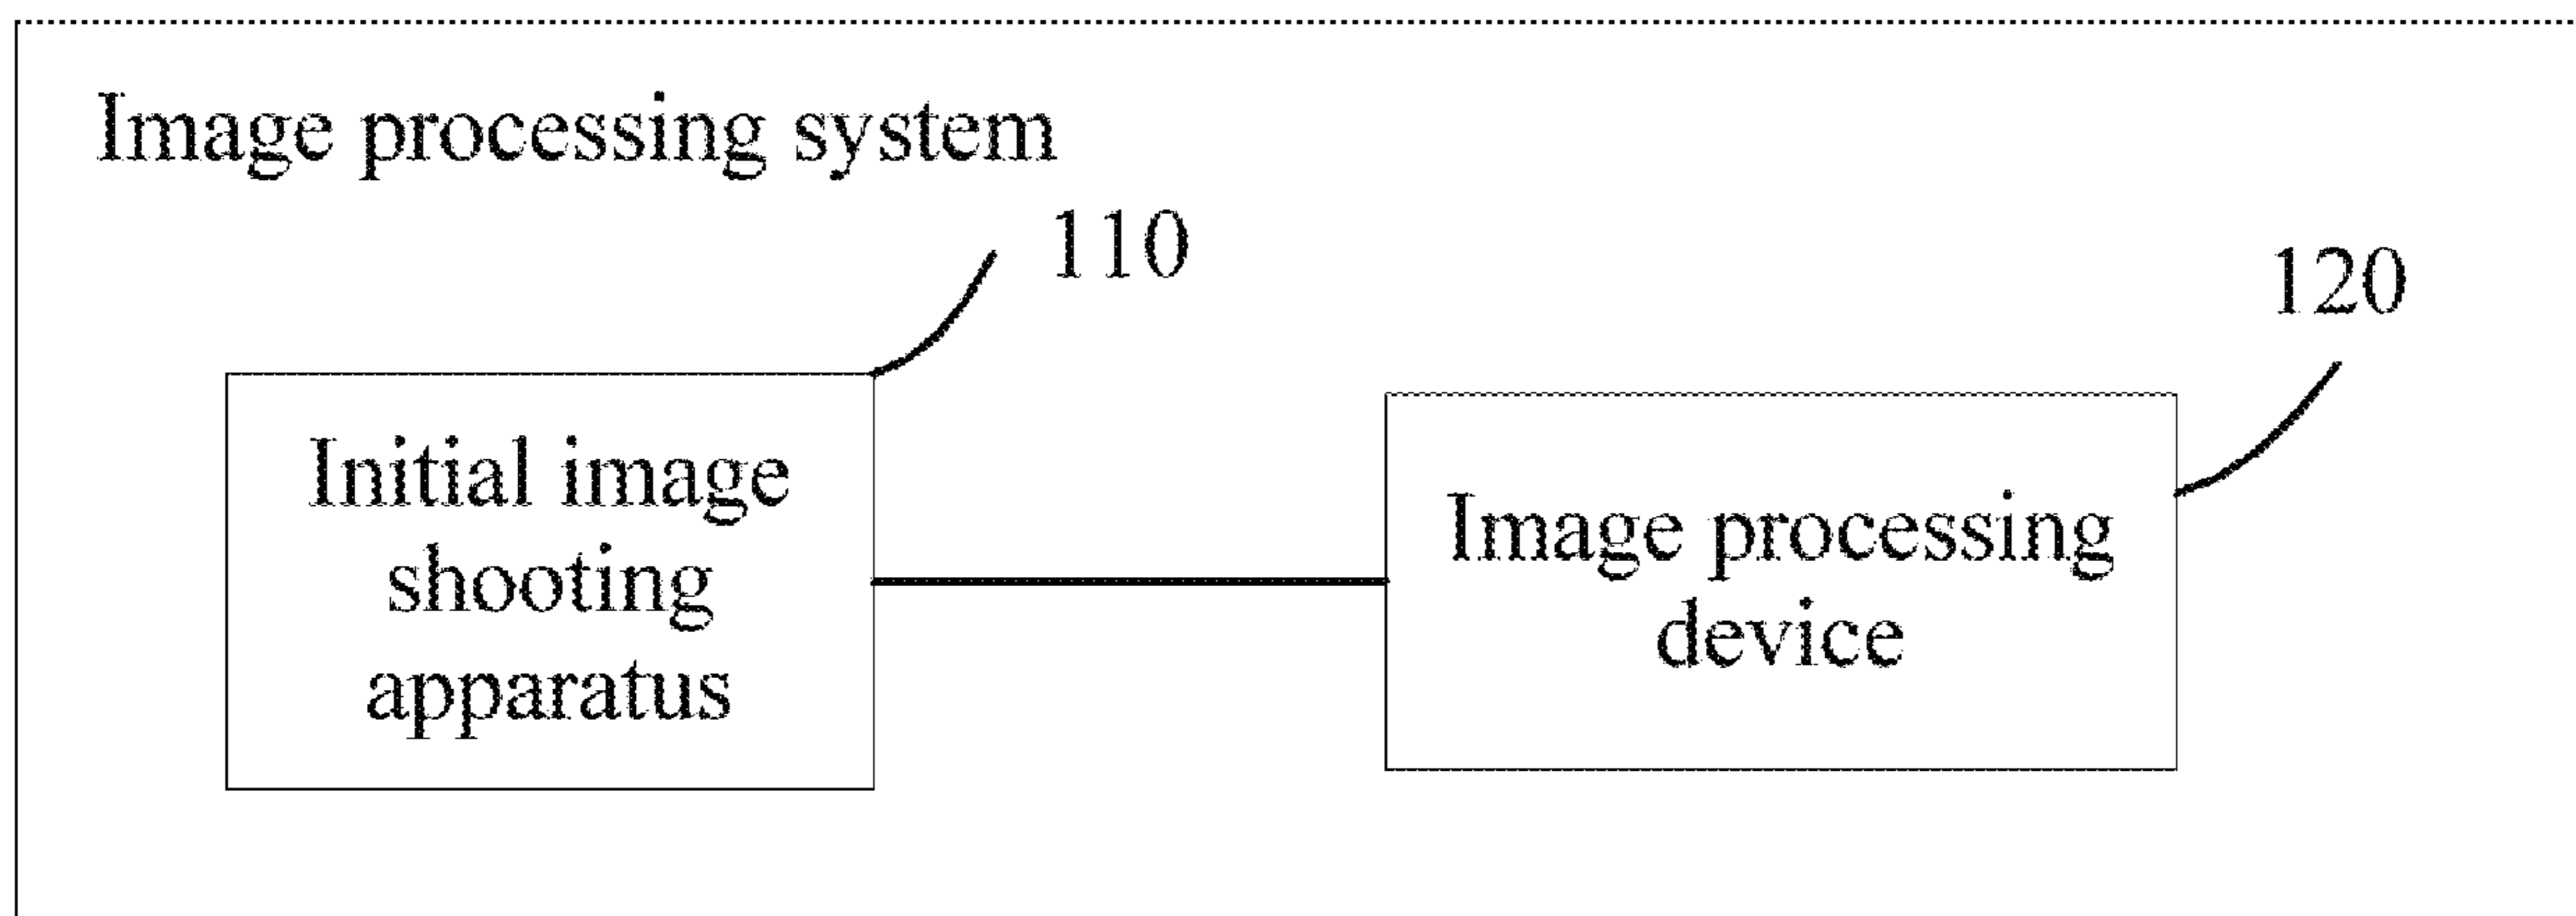 Image processing system
110
120
Initial image
shooting
apparatus
Image processing
device